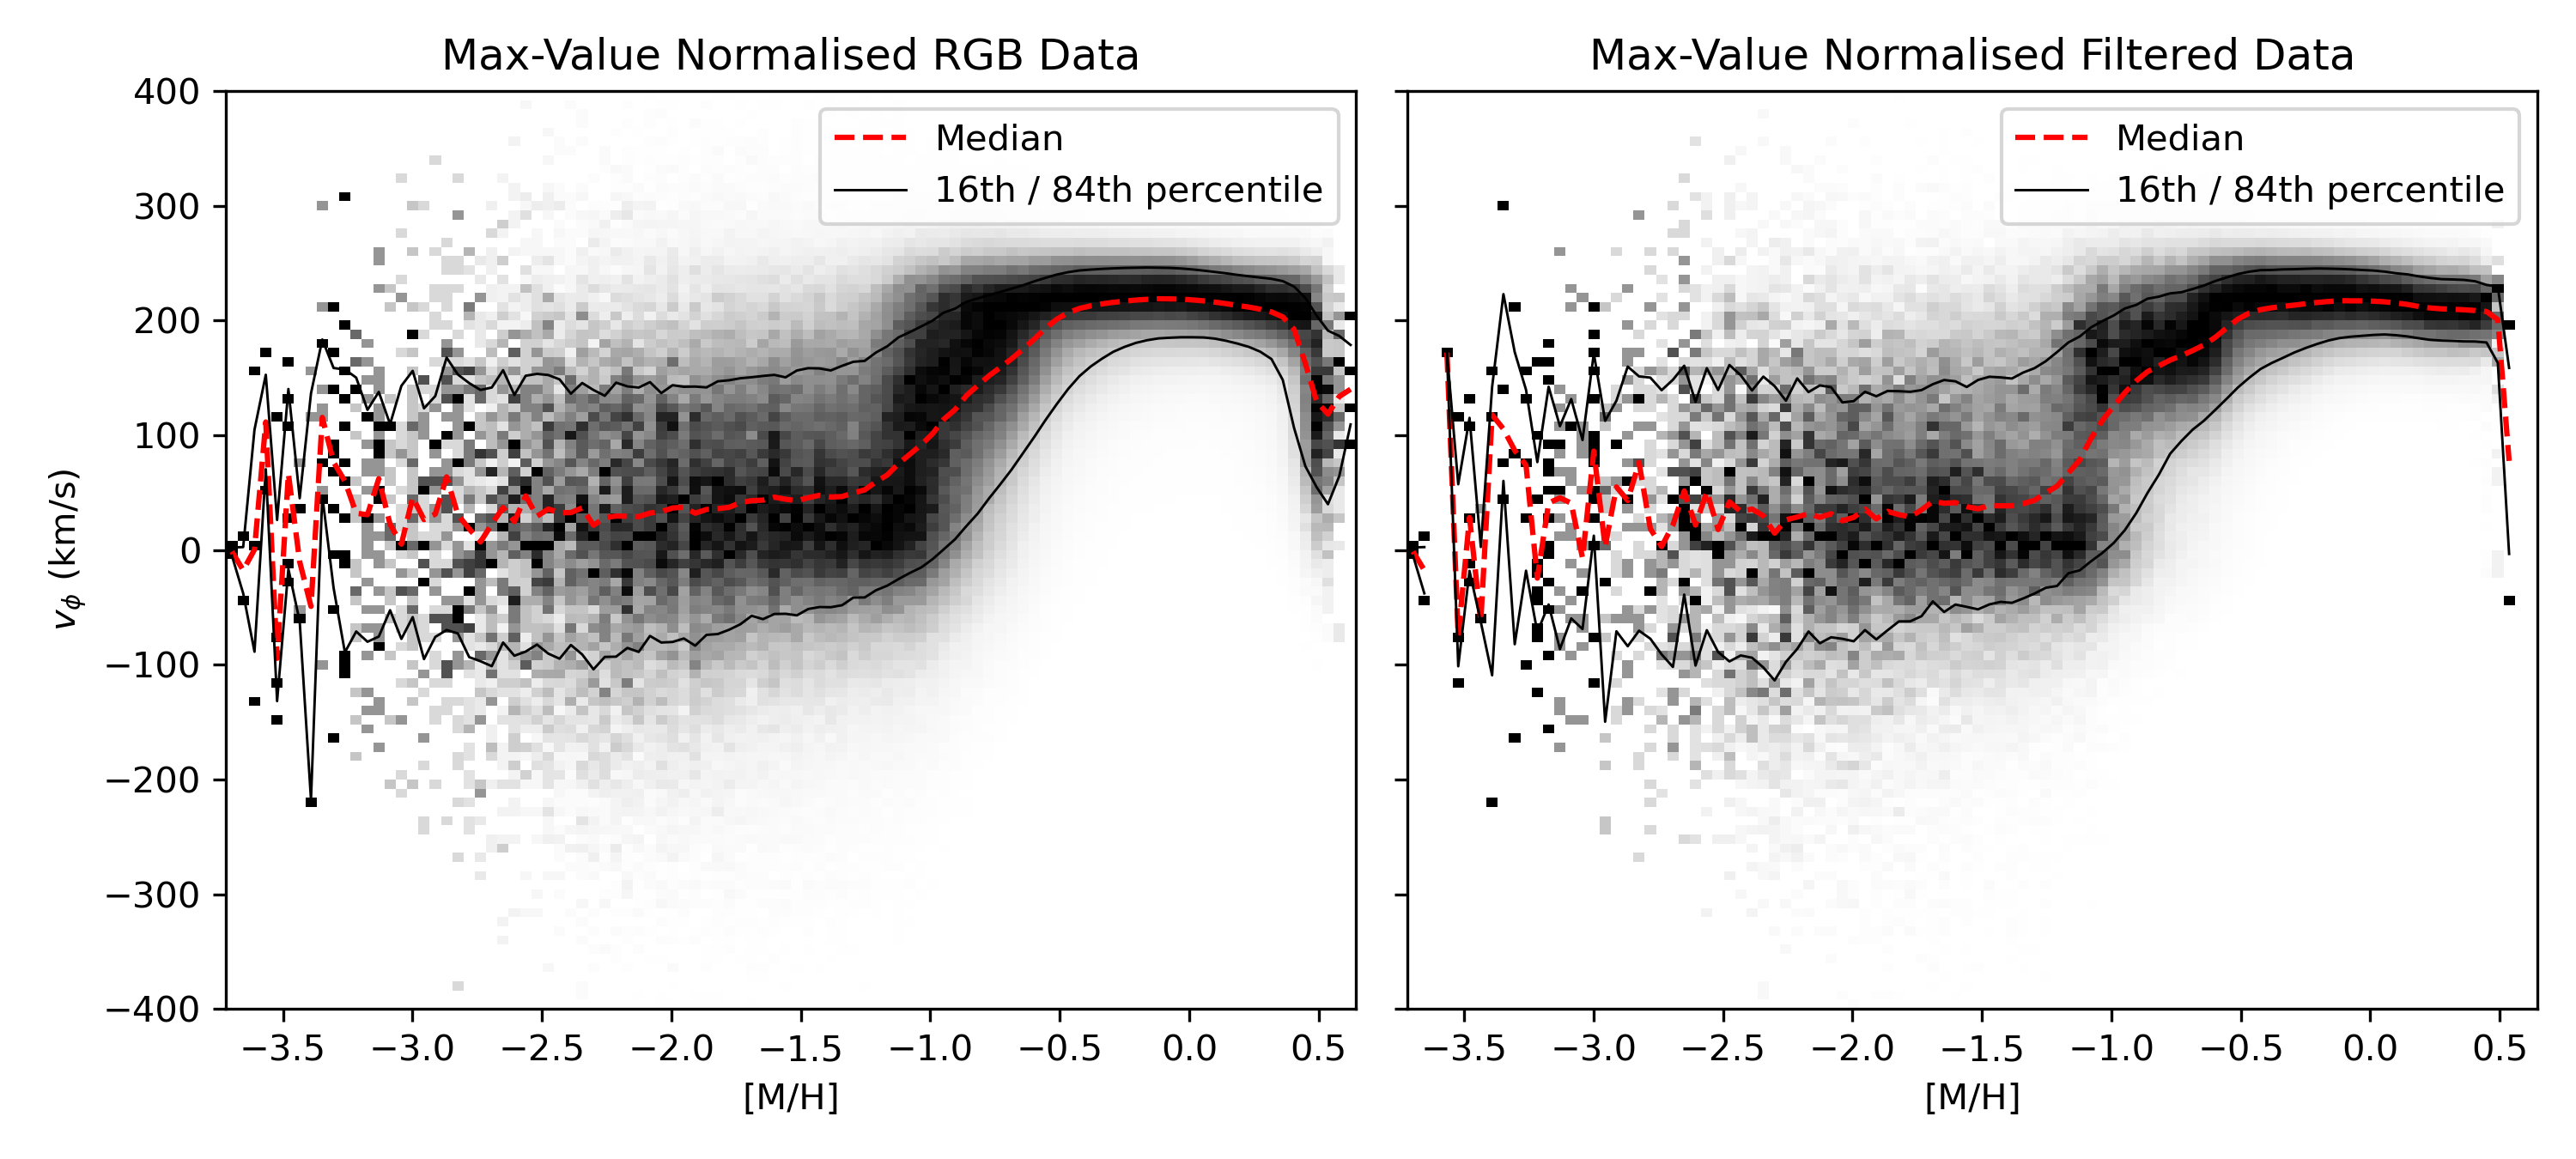 Max-Value Normalised RGB Data
Max-Value Normalised Filtered Data
Median
16th / 84th percentile
Median
16th / 84th percentile
400
300
200
100
0
−100
−200
−300
−400
v_ϕ (km/s)
−3.5 −3.0 −2.5 −2.0 −1.5 −1.0 −0.5 0.0 0.5
−3.5 −3.0 −2.5 −2.0 −1.5 −1.0 −0.5 0.0 0.5
[M/H]
[M/H]